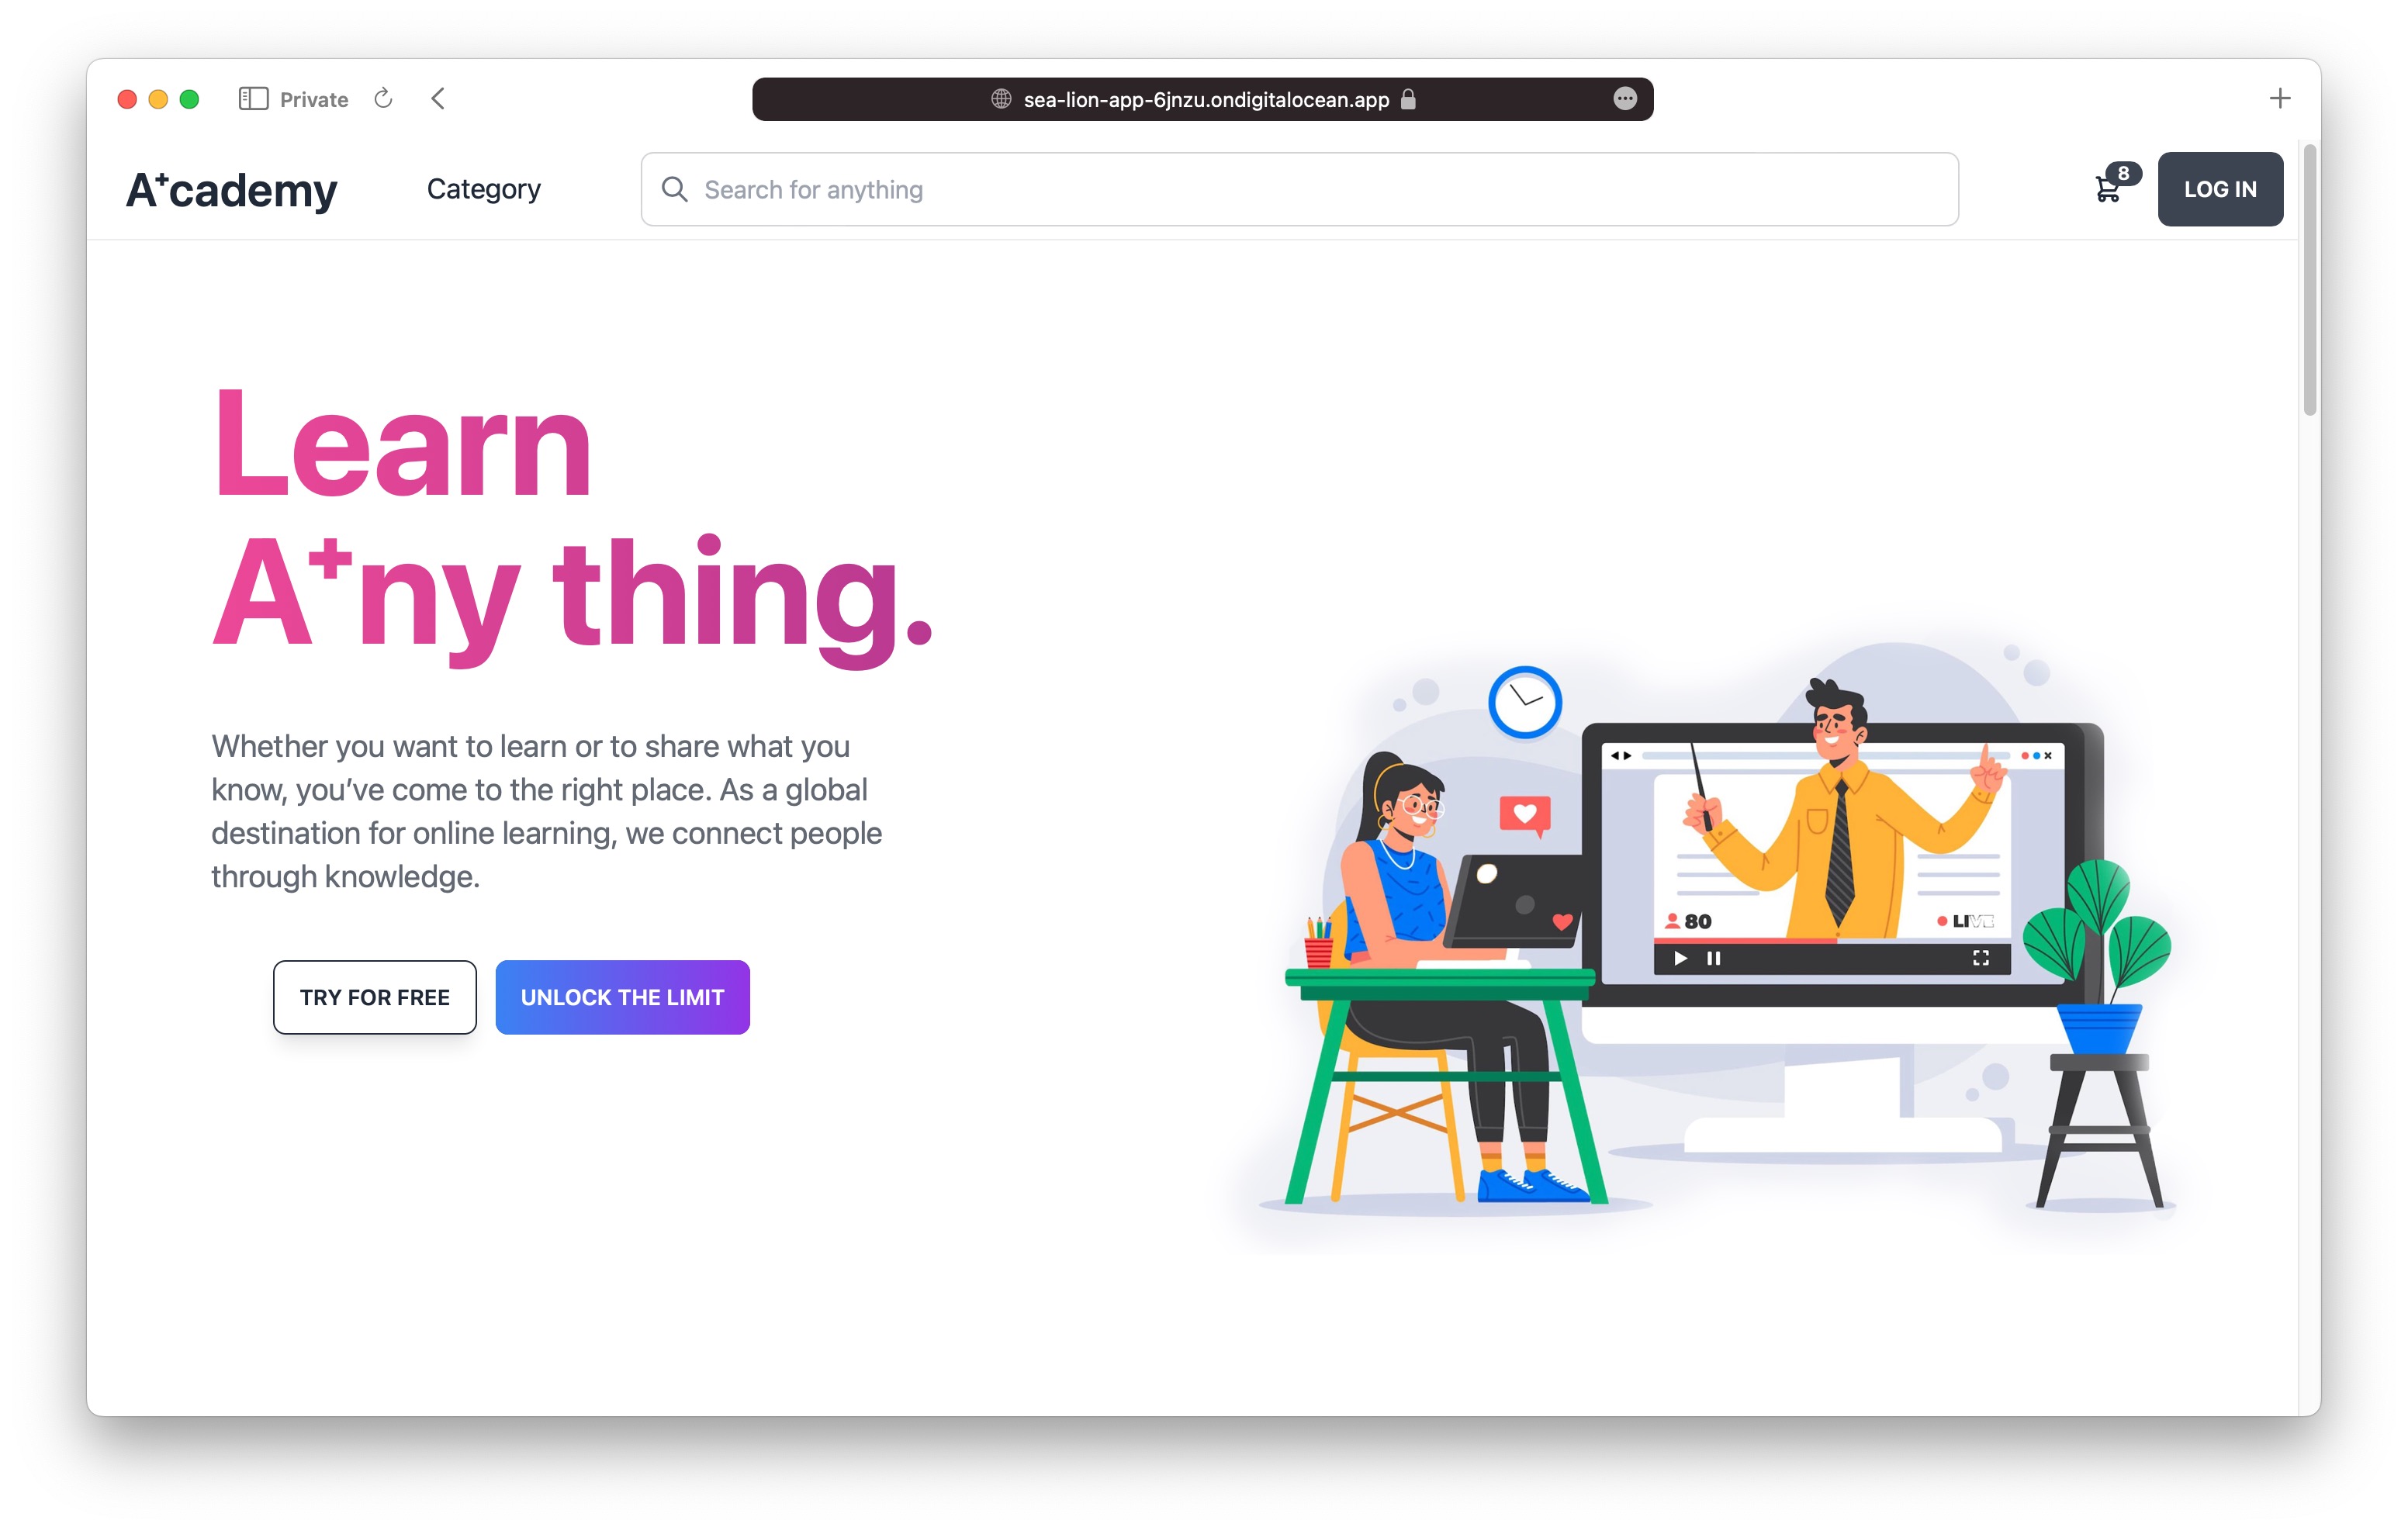 Private
sea-lion-app-6jnzu.ondigitalocean.app
A+cademy
Category
Search for anything
8
LOG IN
Learn
A+ny thing.
Whether you want to learn or to share what you
know, you’ve come to the right place. As a global
destination for online learning, we connect people
through knowledge.
TRY FOR FREE
UNLOCK THE LIMIT
80
LIVE